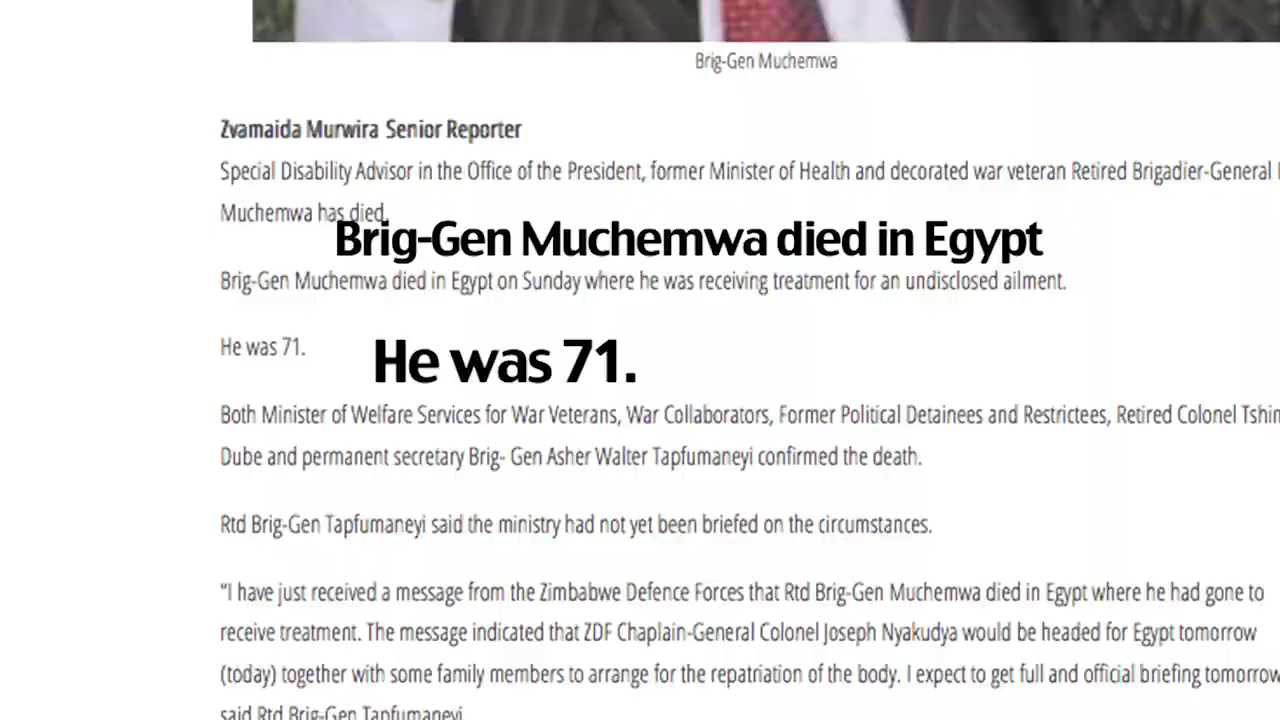 Brig-Gen Muchemwa
Zvamaida Murwira Senior Reporter
Special Disability Advisor in the Office of the President, former Minister of Health and decorated war veteran Retired Brigadier-General
Muchemwa has died.
Brig-Gen Muchemwa died in Egypt
Brig-Gen Muchemwa died in Egypt on Sunday where he was receiving treatment for an undisclosed ailment.
He was 71.
He was 71.
Both Minister of Welfare Services for War Veterans, War Collaborators, Former Political Detainees and Restrictees, Retired Colonel Tshin
Dube and permanent secretary Brig- Gen Asher Walter Tapfumaneyi confirmed the death.
Rtd Brig-Gen Tapfumaneyi said the ministry had not yet been briefed on the circumstances.
"I have just received a message from the Zimbabwe Defence Forces that Rtd Brig-Gen Muchemwa died in Egypt where he had gone to
receive treatment. The message indicated that ZDF Chaplain-General Colonel Joseph Nyakudya would be headed for Egypt tomorrow
(today) together with some family members to arrange for the repatriation of the body. I expect to get full and official briefing tomorrow
said Rtd Brig-Gen Tapfumaneyi